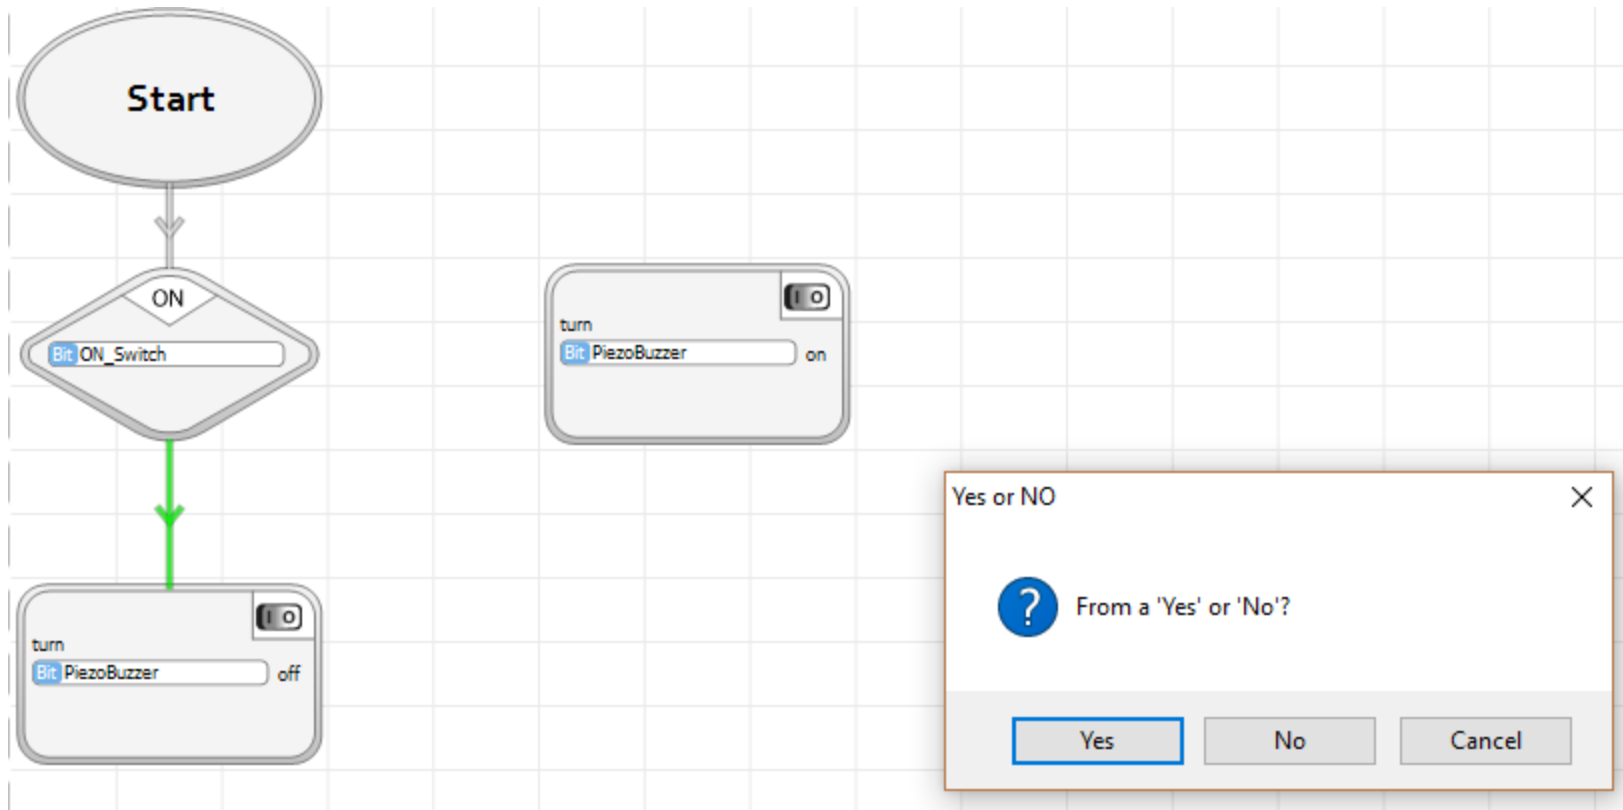 Start
ON
Bit ON_Switch
I O
turn
Bit PiezoBuzzer on
Yes or NO
From a 'Yes' or 'No'?
Yes No Cancel
I O
turn
Bit PiezoBuzzer off